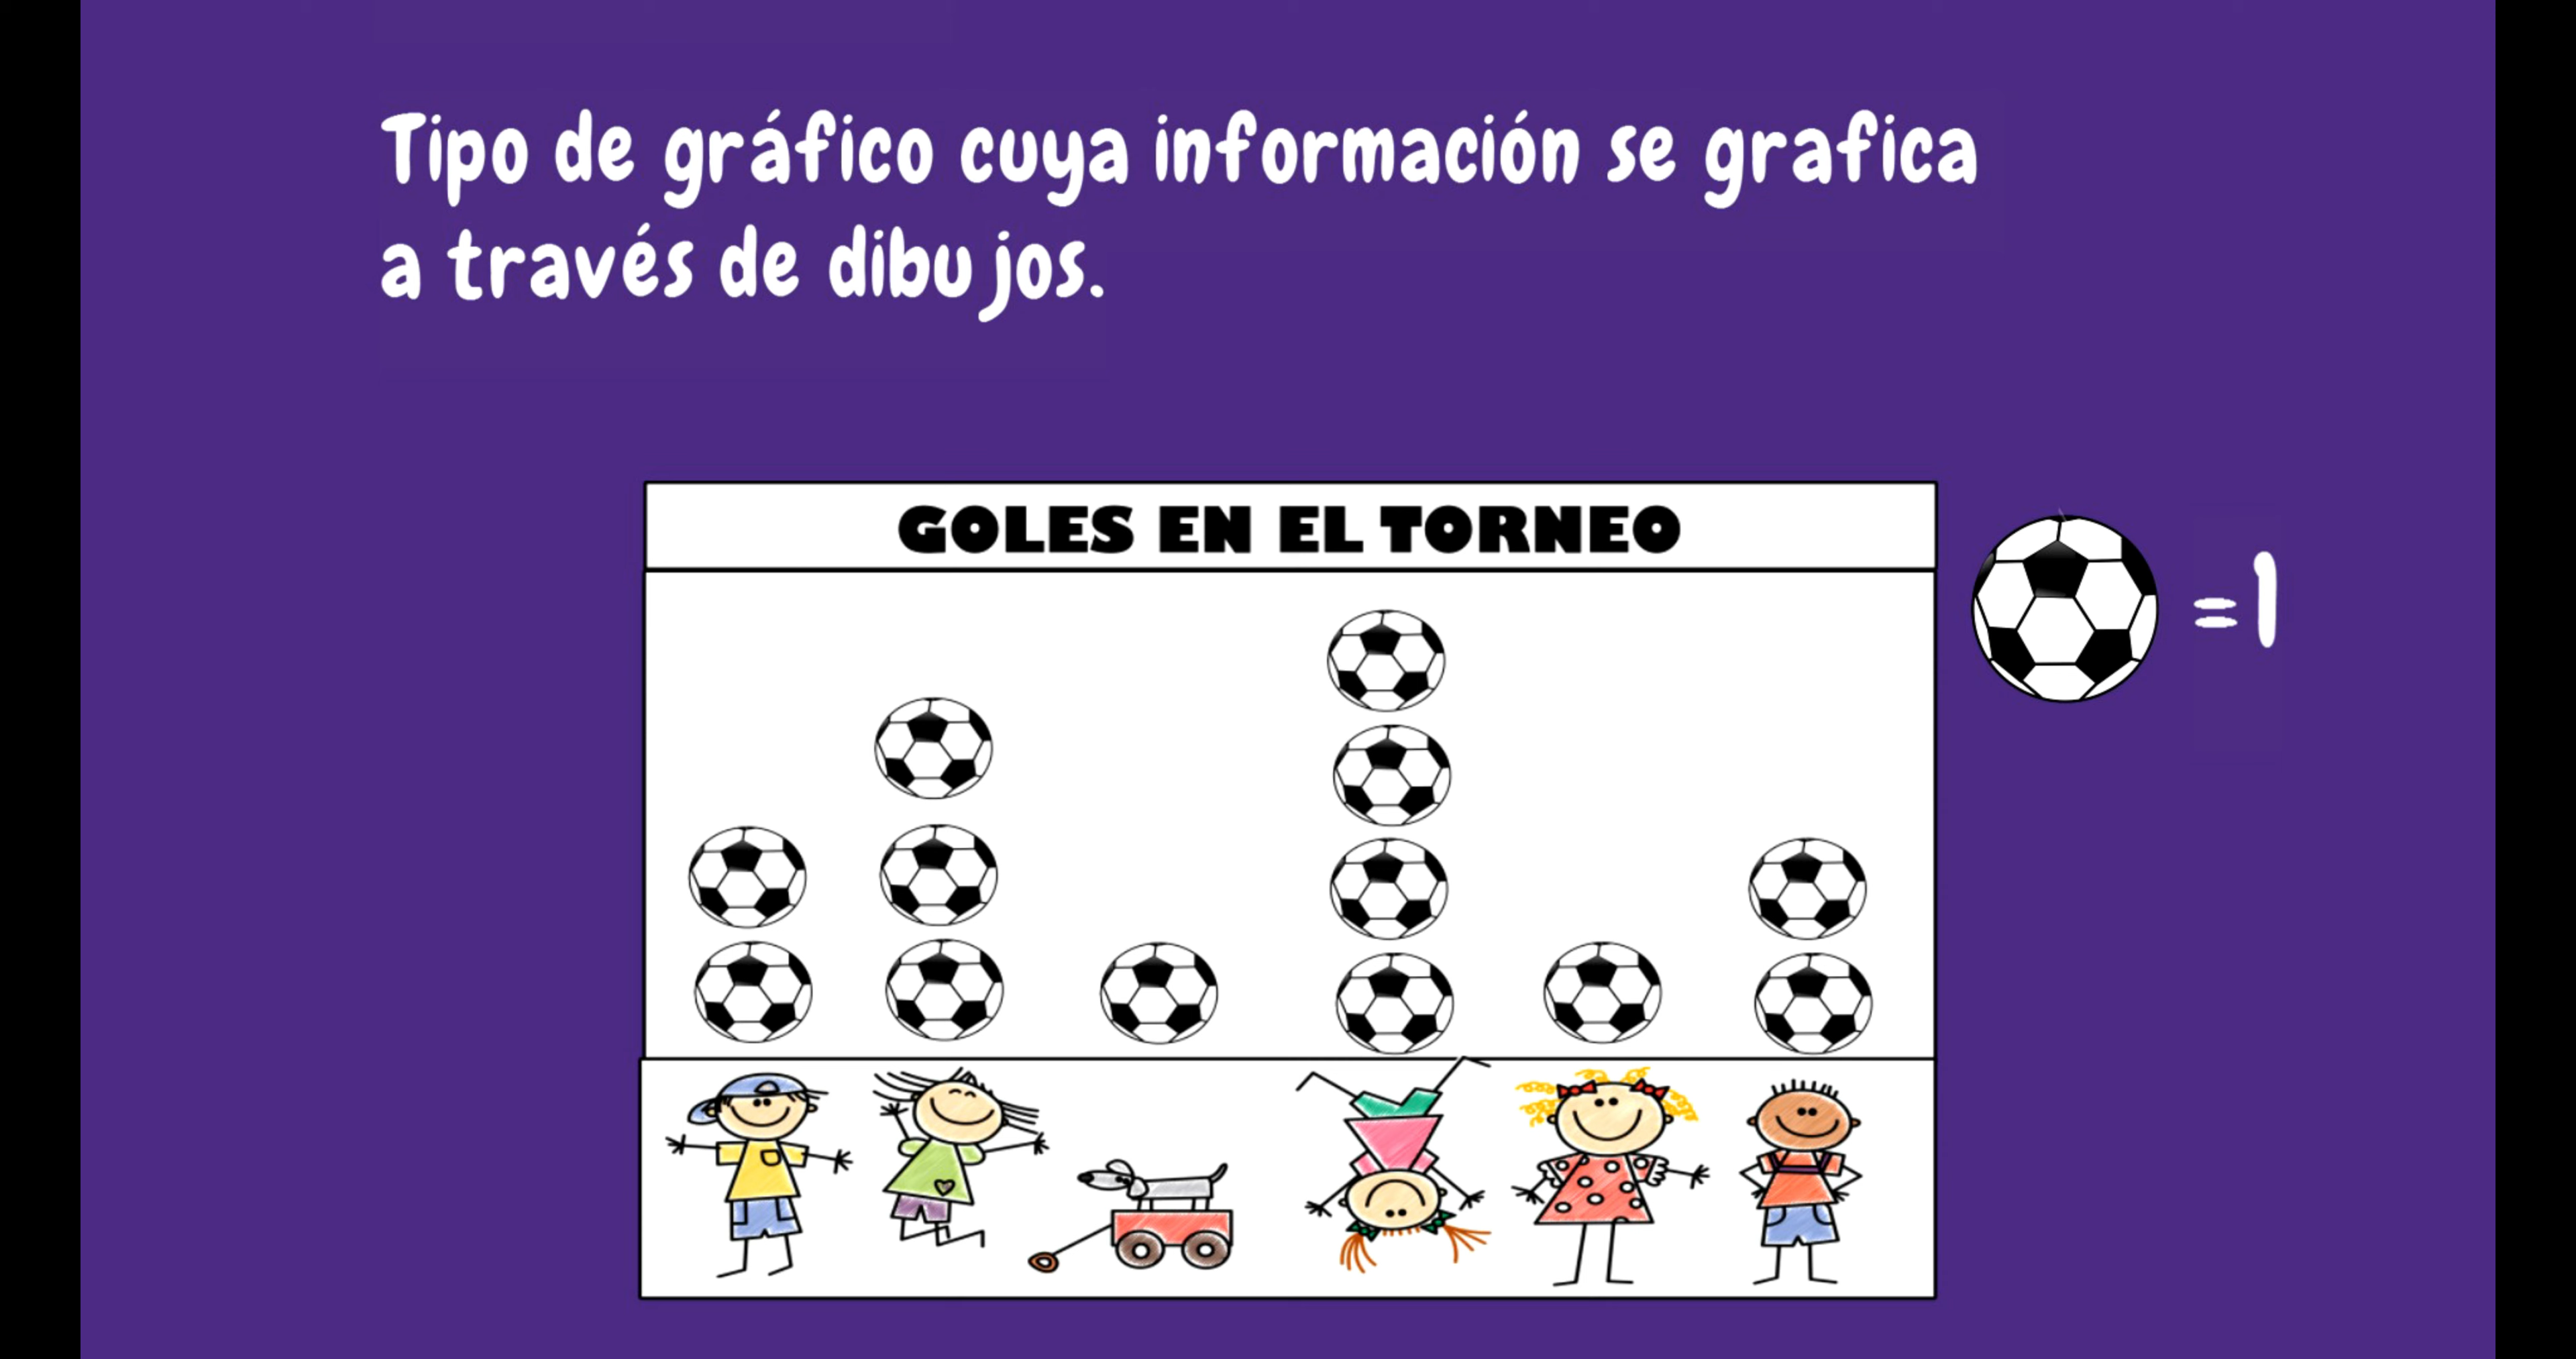 Tipo de gráfico cuya información se grafica
a través de dibujos.
GOLES EN EL TORNEO
=1